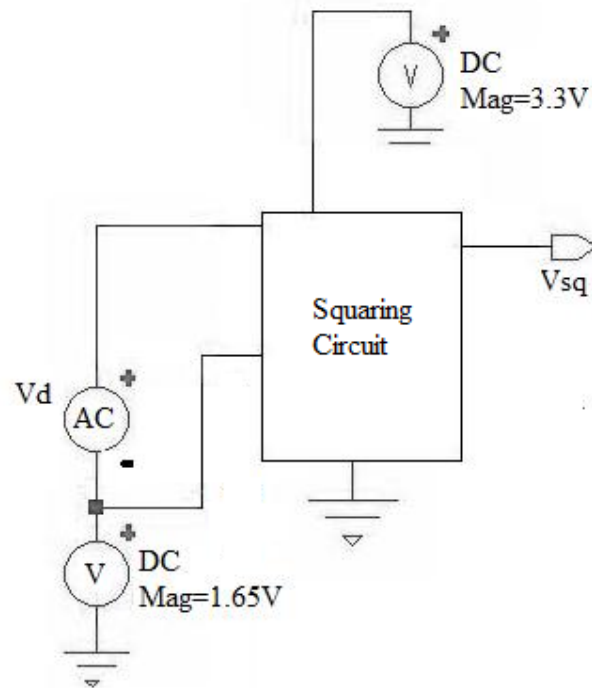 V
DC
Mag=3.3V
Squaring
Circuit
Vsq
Vd
AC
V
DC
Mag=1.65V